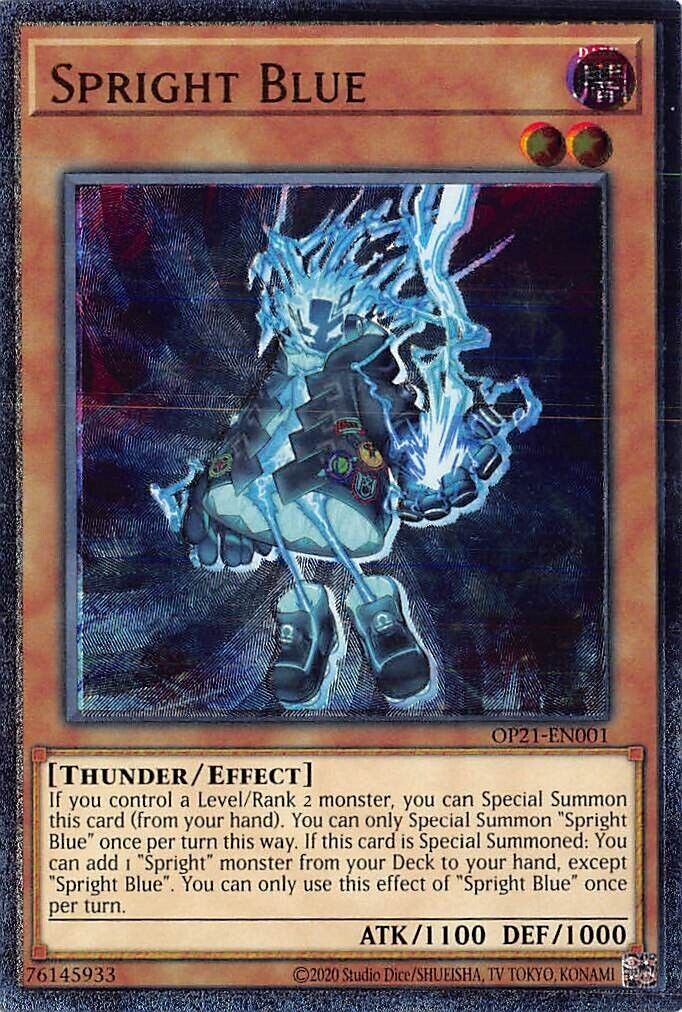 SPRIGHT BLUE
DARK
闇
OP21-EN001
[THUNDER/EFFECT]
If you control a Level/Rank 2 monster, you can Special Summon
this card (from your hand). You can only Special Summon "Spright
Blue" once per turn this way. If this card is Special Summoned: You
can add 1 "Spright" monster from your Deck to your hand, except
"Spright Blue". You can only use this effect of "Spright Blue" once
per turn.
ATK/1100 DEF/1000
76145933
©2020 Studio Dice/SHUEISHA, TV TOKYO, KONAMI